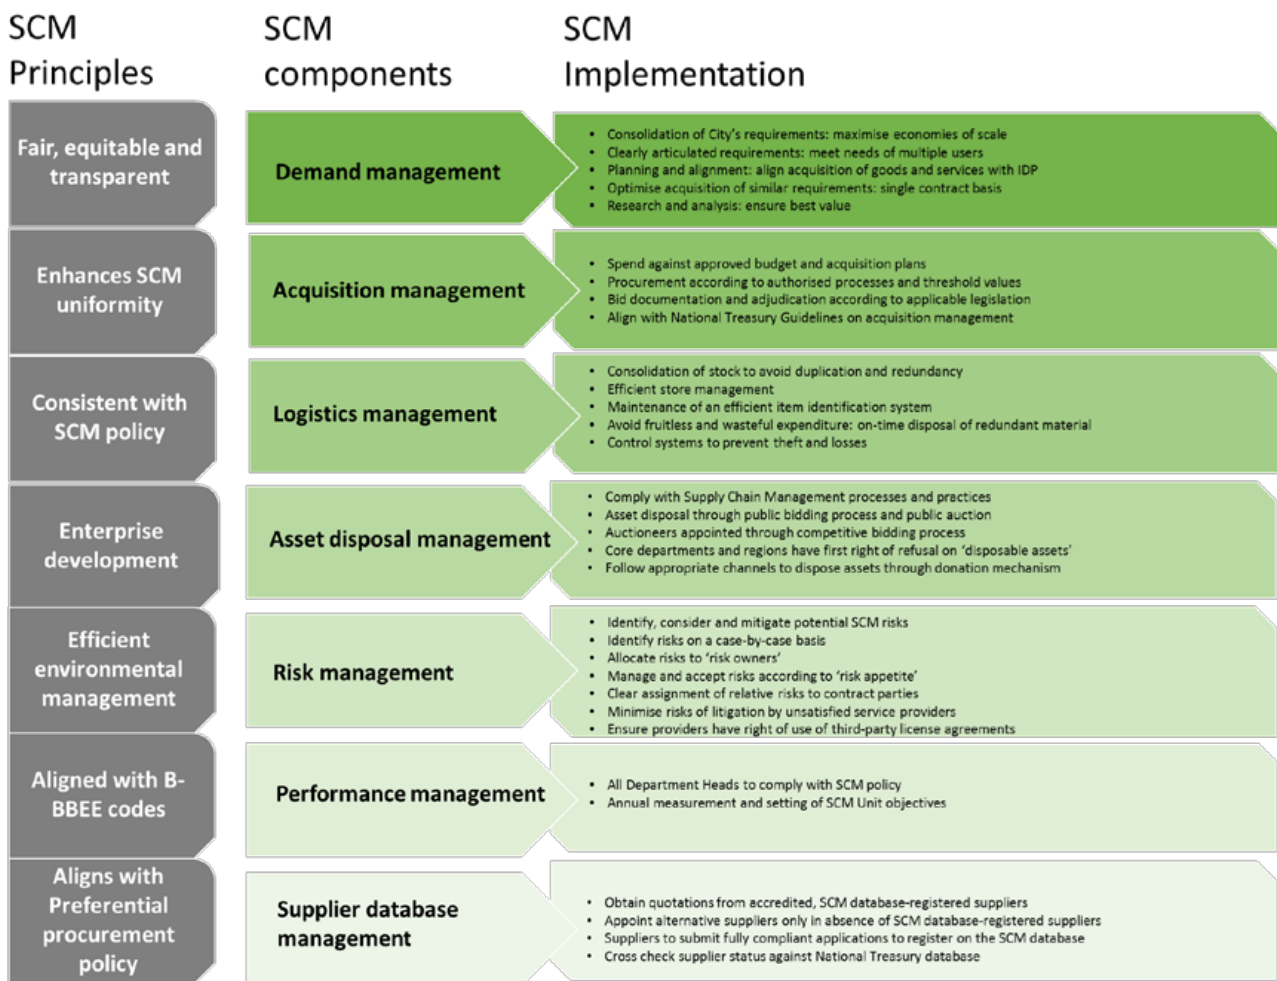 SCM
Principles
SCM
components
SCM
Implementation
Fair, equitable and
transparent
Demand management
• Consolidation of City's requirements: maximise economies of scale
• Clearly articulated requirements: meet needs of multiple users
• Planning and alignment: align acquisition of goods and services with IDP
• Optimise acquisition of similar requirements: single contract basis
• Research and analysis: ensure best value
Enhances SCM
uniformity
Acquisition management
• Spend against approved budget and acquisition plans
• Procurement according to authorised processes and threshold values
• Bid documentation and adjudication according to applicable legislation
• Align with National Treasury Guidelines on acquisition management
Consistent with
SCM policy
Logistics management
• Consolidation of stock to avoid duplication and redundancy
• Efficient store management
• Maintenance of an efficient item identification system
• Avoid fruitless and wasteful expenditure: on-time disposal of redundant material
• Control systems to prevent theft and losses
Enterprise
development
Asset disposal management
• Comply with Supply Chain Management processes and practices
• Asset disposal through public bidding process and public auction
• Auctioneers appointed through competitive bidding process
• Core departments and regions have first right of refusal on 'disposable assets'
• Follow appropriate channels to dispose assets through donation mechanism
Efficient
environmental
management
Risk management
• Identify, consider and mitigate potential SCM risks
• Identify risks on a case-by-case basis
• Allocate risks to 'risk owners'
• Manage and accept risks according to 'risk appetite'
• Clear assignment of relative risks to contract parties
• Minimise risks of litigation by unsatisfied service providers
• Ensure providers have right of use of third-party license agreements
Aligned with B-
BBEE codes
Performance management
• All Department Heads to comply with SCM policy
• Annual measurement and setting of SCM Unit objectives
Aligns with
Preferential
procurement
policy
Supplier database
management
• Obtain quotations from accredited, SCM database-registered suppliers
• Appoint alternative suppliers only in absence of SCM database-registered suppliers
• Suppliers to submit fully compliant applications to register on the SCM database
• Cross check supplier status against National Treasury database